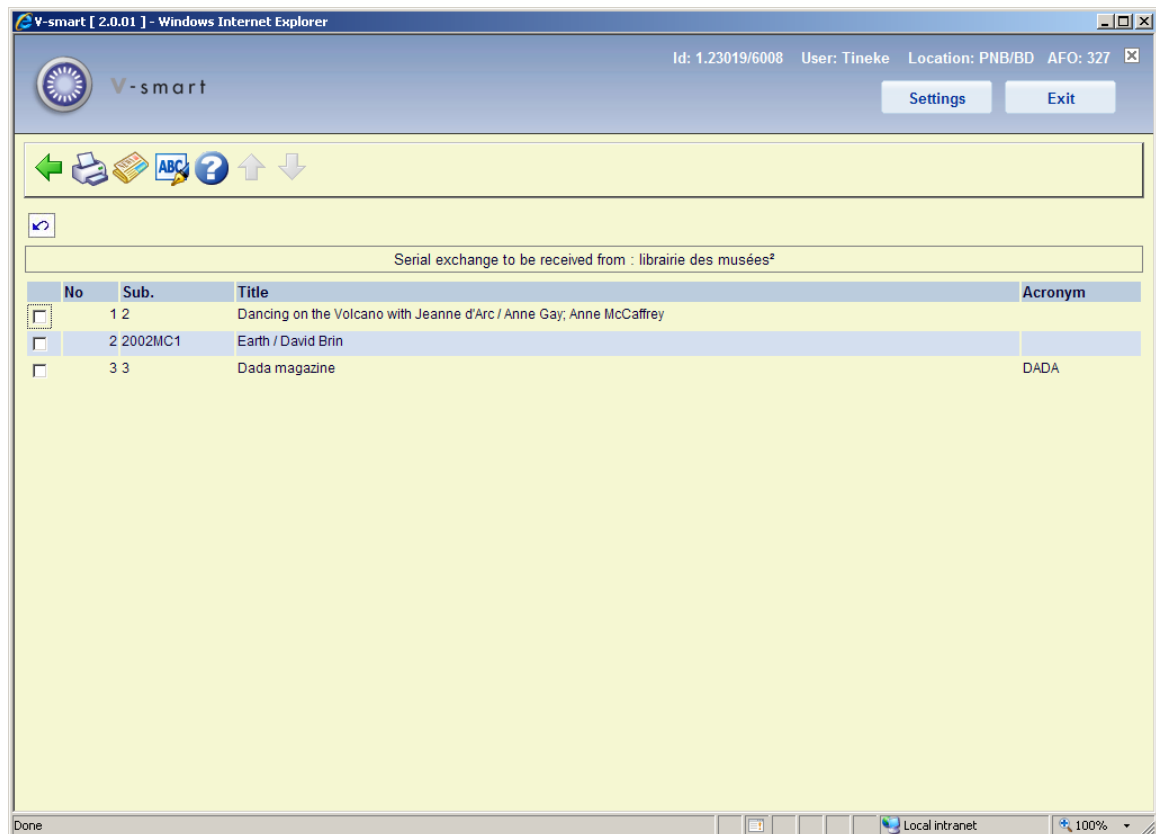 V-smart [ 2.0.01 ] - Windows Internet Explorer
Id: 1.23019/6008 User: Tineke Location: PNB/BD AFO: 327
V-smart
Settings Exit
ABC ?
Serial exchange to be received from : librairie des musées²
No Sub. Title Acronym
1 2 Dancing on the Volcano with Jeanne d'Arc / Anne Gay; Anne McCaffrey
2 2002MC1 Earth / David Brin
3 3 Dada magazine DADA
Done Local intranet 100%